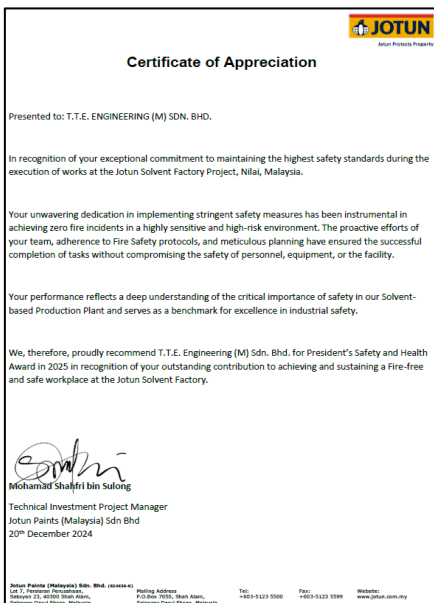 JOTUN
Jotun Protects Property
Certificate of Appreciation
Presented to: T.T.E. ENGINEERING (M) SDN. BHD.
In recognition of your exceptional commitment to maintaining the highest safety standards during the
execution of works at the Jotun Solvent Factory Project, Nilai, Malaysia.
Your unwavering dedication in implementing stringent safety measures has been instrumental in
achieving zero fire incidents in a highly sensitive and high-risk environment. The proactive efforts of
your team, adherence to Fire Safety protocols, and meticulous planning have ensured the successful
completion of tasks without compromising the safety of personnel, equipment, or the facility.
Your performance reflects a deep understanding of the critical importance of safety in our Solvent-
based Production Plant and serves as a benchmark for excellence in industrial safety.
We, therefore, proudly recommend T.T.E. Engineering (M) Sdn. Bhd. for President's Safety and Health
Award in 2025 in recognition of your outstanding contribution to achieving and sustaining a Fire-free
and safe workplace at the Jotun Solvent Factory.
Mohamad Shahfri bin Sulong
Technical Investment Project Manager
Jotun Paints (Malaysia) Sdn Bhd
20th December 2024
Jotun Paints (Malaysia) Sdn. Bhd.
Lot 7, Persiaran Perusahaan,
Seksyen 23, 40300 Shah Alam,
Mailing Address
P.O.Box 7050, Shah Alam,
Tel:
+603-5123 5500
Fax:
+603-5123 5599
Website:
www.jotun.com.my